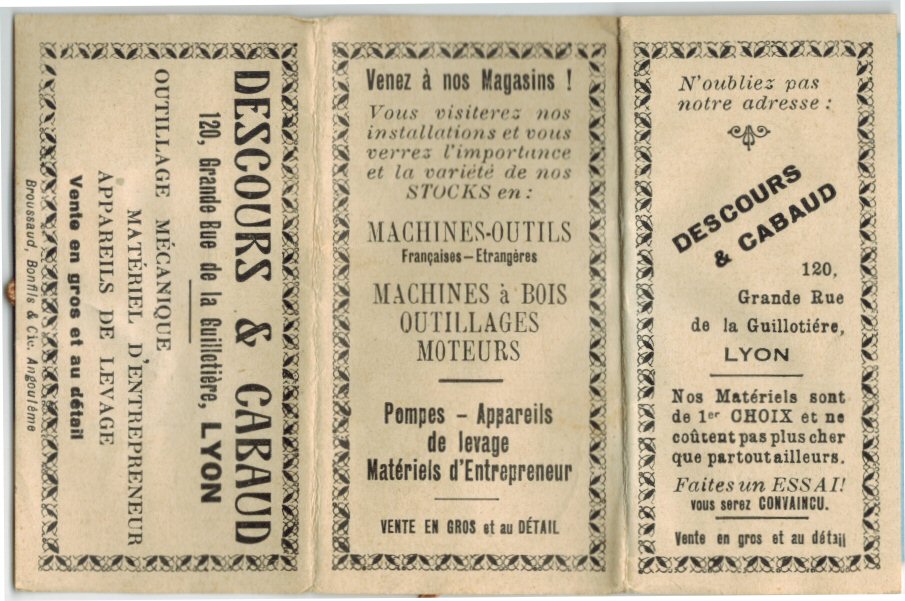 DESCOURS & CABAUD
120, Grande Rue de la Guillotière, LYON
OUTILLAGE MÉCANIQUE
MATÉRIEL D'ENTREPRENEUR
APPAREILS DE LEVAGE
Vente en gros et au détail
Broussaud, Bonfils & Cie. Angoulême
Venez à nos Magasins !
Vous visiterez nos
installations et vous
verrez l'importance
et la variété de nos
STOCKS en :
MACHINES-OUTILS
Françaises – Etrangères
MACHINES à BOIS
OUTILLAGES
MOTEURS
Pompes – Appareils
de levage
Matériels d'Entrepreneur
VENTE EN GROS et au DÉTAIL
N'oubliez pas
notre adresse :
DESCOURS
& CABAUD
120,
Grande Rue
de la Guillotiére,
LYON
Nos Matériels sont
de 1er CHOIX et ne
coûtent pas plus cher
que partout ailleurs.
Faites un ESSAI!
vous serez CONVAINCU.
Vente en gros et au détail